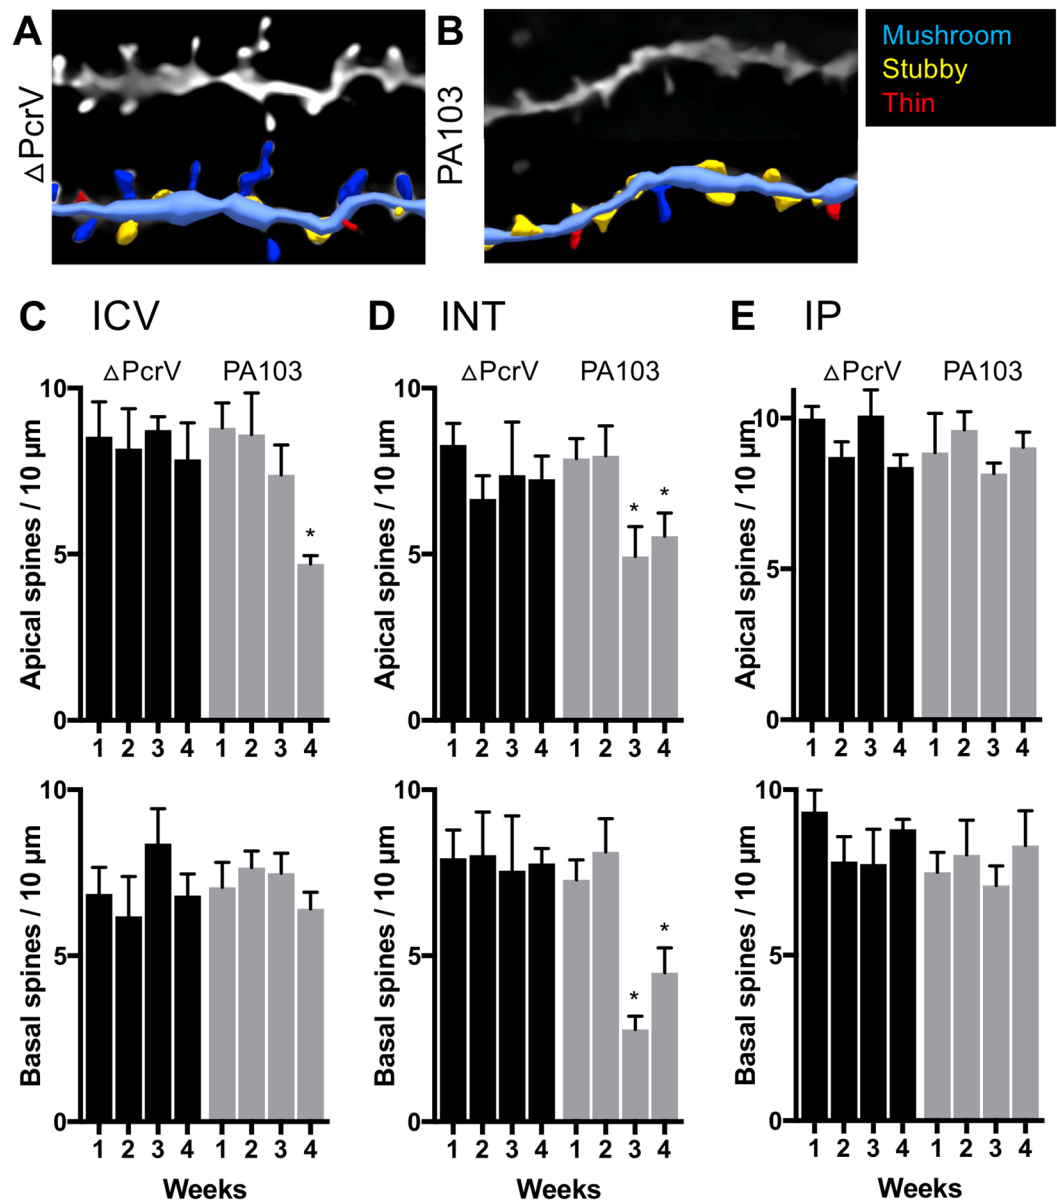 A
△PcrV
B
PA103
Mushroom
Stubby
Thin
C ICV
△PcrV PA103
Apical spines / 10 µm
10
5
0
*
1 2 3 4 1 2 3 4
Basal spines / 10 µm
10
5
0
1 2 3 4 1 2 3 4
Weeks
D INT
△PcrV PA103
Apical spines / 10 µm
10
5
0
* *
1 2 3 4 1 2 3 4
Basal spines / 10 µm
10
5
0
* *
1 2 3 4 1 2 3 4
Weeks
E IP
△PcrV PA103
Apical spines / 10 µm
10
5
0
1 2 3 4 1 2 3 4
Basal spines / 10 µm
10
5
0
1 2 3 4 1 2 3 4
Weeks